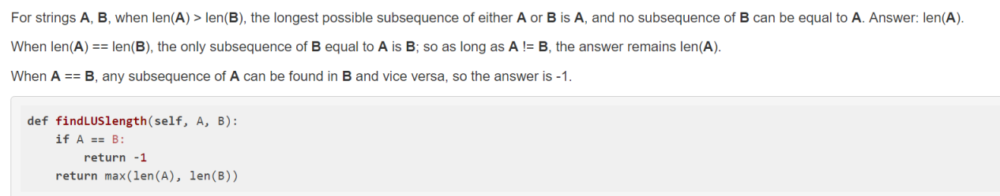 For strings A, B, when len(A) > len(B), the longest possible subsequence of either A or B is A, and no subsequence of B can be equal to A. Answer: len(A).
When len(A) == len(B), the only subsequence of B equal to A is B; so as long as A != B, the answer remains len(A).
When A == B, any subsequence of A can be found in B and vice versa, so the answer is -1.
def findLUSlength(self, A, B):
    if A == B:
        return -1
    return max(len(A), len(B))